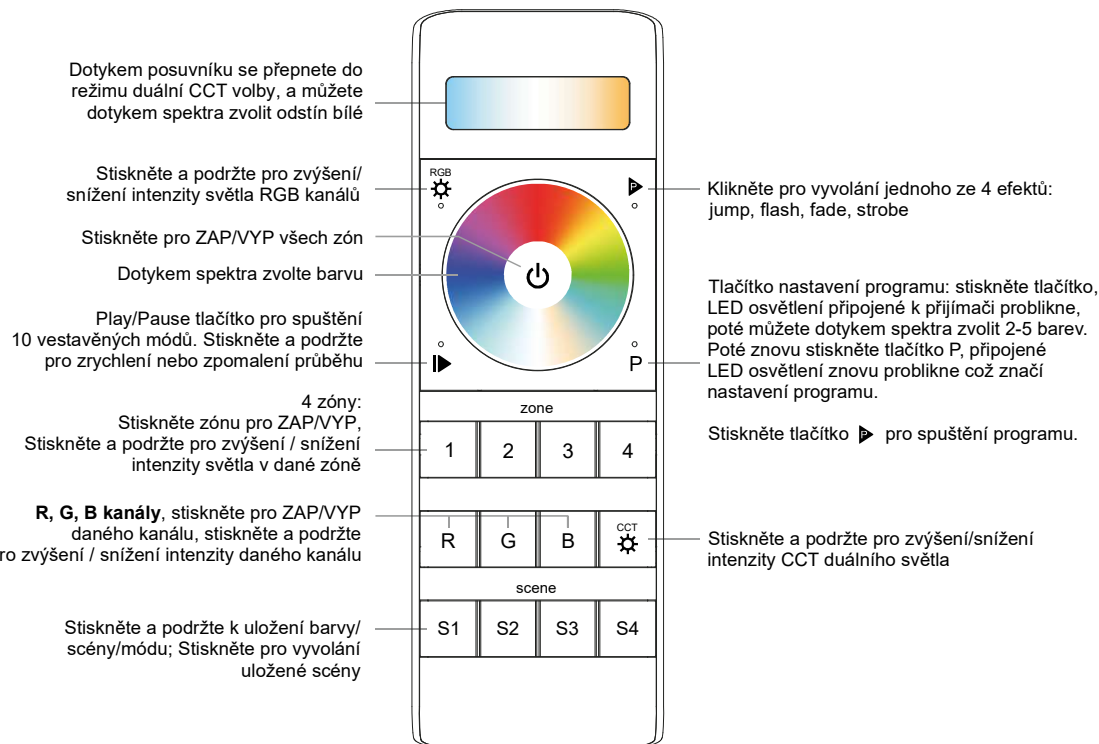 Dotykem posuvníku se přepnete do
režimu duální CCT volby, a můžete
dotykem spektra zvolit odstín bílé
Stiskněte a podržte pro zvýšení/
snížení intenzity světla RGB kanálů
Stiskněte pro ZAP/VYP všech zón
Dotykem spektra zvolte barvu
Play/Pause tlačítko pro spuštění
10 vestavěných módů. Stiskněte a podržte
pro zrychlení nebo zpomalení průběhu
4 zóny:
Stiskněte zónu pro ZAP/VYP,
Stiskněte a podržte pro zvýšení / snížení
intenzity světla v dané zóně
R, G, B kanály, stiskněte pro ZAP/VYP
daného kanálu, stiskněte a podržte
ro zvýšení / snížení intenzity daného kanálu
Stiskněte a podržte k uložení barvy/
scény/módu; Stiskněte pro vyvolání
uložené scény
RGB
P
P
zone
1 2 3 4
R G B CCT
scene
S1 S2 S3 S4
Klikněte pro vyvolání jednoho ze 4 efektů:
jump, flash, fade, strobe
Tlačítko nastavení programu: stiskněte tlačítko,
LED osvětlení připojené k přijímači problikne,
poté můžete dotykem spektra zvolit 2-5 barev.
Poté znovu stiskněte tlačítko P, připojené
LED osvětlení znovu problikne což značí
nastavení programu.
Stiskněte tlačítko P pro spuštění programu.
Stiskněte a podržte pro zvýšení/snížení
intenzity CCT duálního světla